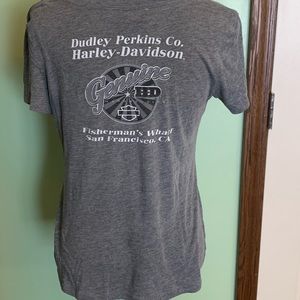 Dudley Perkins Co.
Harley-Davidson
Genuine
Fisherman's Wharf
San Francisco, CA